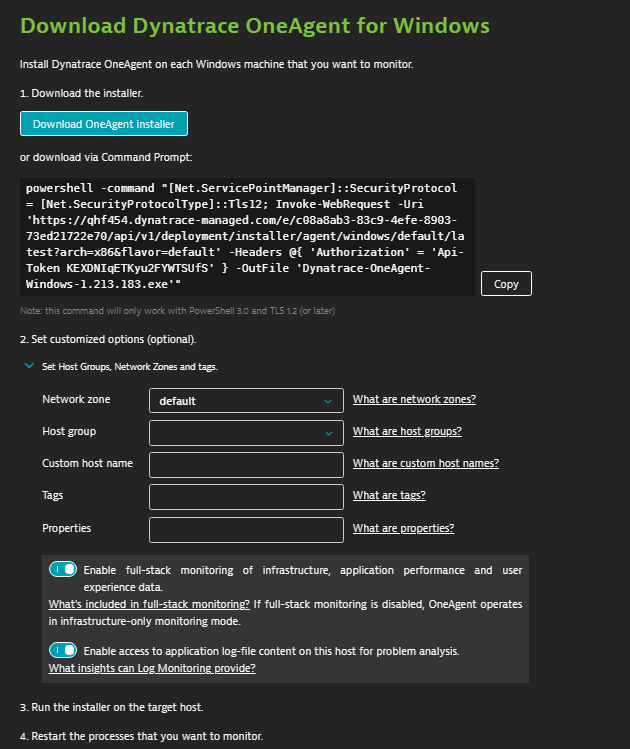 Download Dynatrace OneAgent for Windows
Install Dynatrace OneAgent on each Windows machine that you want to monitor.
1. Download the installer.
Download OneAgent installer
or download via Command Prompt:
powershell -command "[Net.ServicePointManager]::SecurityProtocol
= [Net.SecurityProtocolType]::Tls12; Invoke-WebRequest -Uri
'https://qhf454.dynatrace-managed.com/e/c08a8ab3-83c9-4efe-8903-
73ed21722e70/api/v1/deployment/installer/agent/windows/default/la
test?arch=x86&flavor=default' -Headers @{ 'Authorization' = 'Api-
Token KEXDNIqETKyu2FYWTSUfS' } -OutFile 'Dynatrace-OneAgent-
Windows-1.213.183.exe'"
Copy
Note: this command will only work with PowerShell 3.0 and TLS 1.2 (or later)
2. Set customized options (optional).
Set Host Groups, Network Zones and tags.
Network zone default What are network zones?
Host group What are host groups?
Custom host name What are custom host names?
Tags What are tags?
Properties What are properties?
Enable full-stack monitoring of infrastructure, application performance and user
experience data.
What's included in full-stack monitoring? If full-stack monitoring is disabled, OneAgent operates
in infrastructure-only monitoring mode.
Enable access to application log-file content on this host for problem analysis.
What insights can Log Monitoring provide?
3. Run the installer on the target host.
4. Restart the processes that you want to monitor.